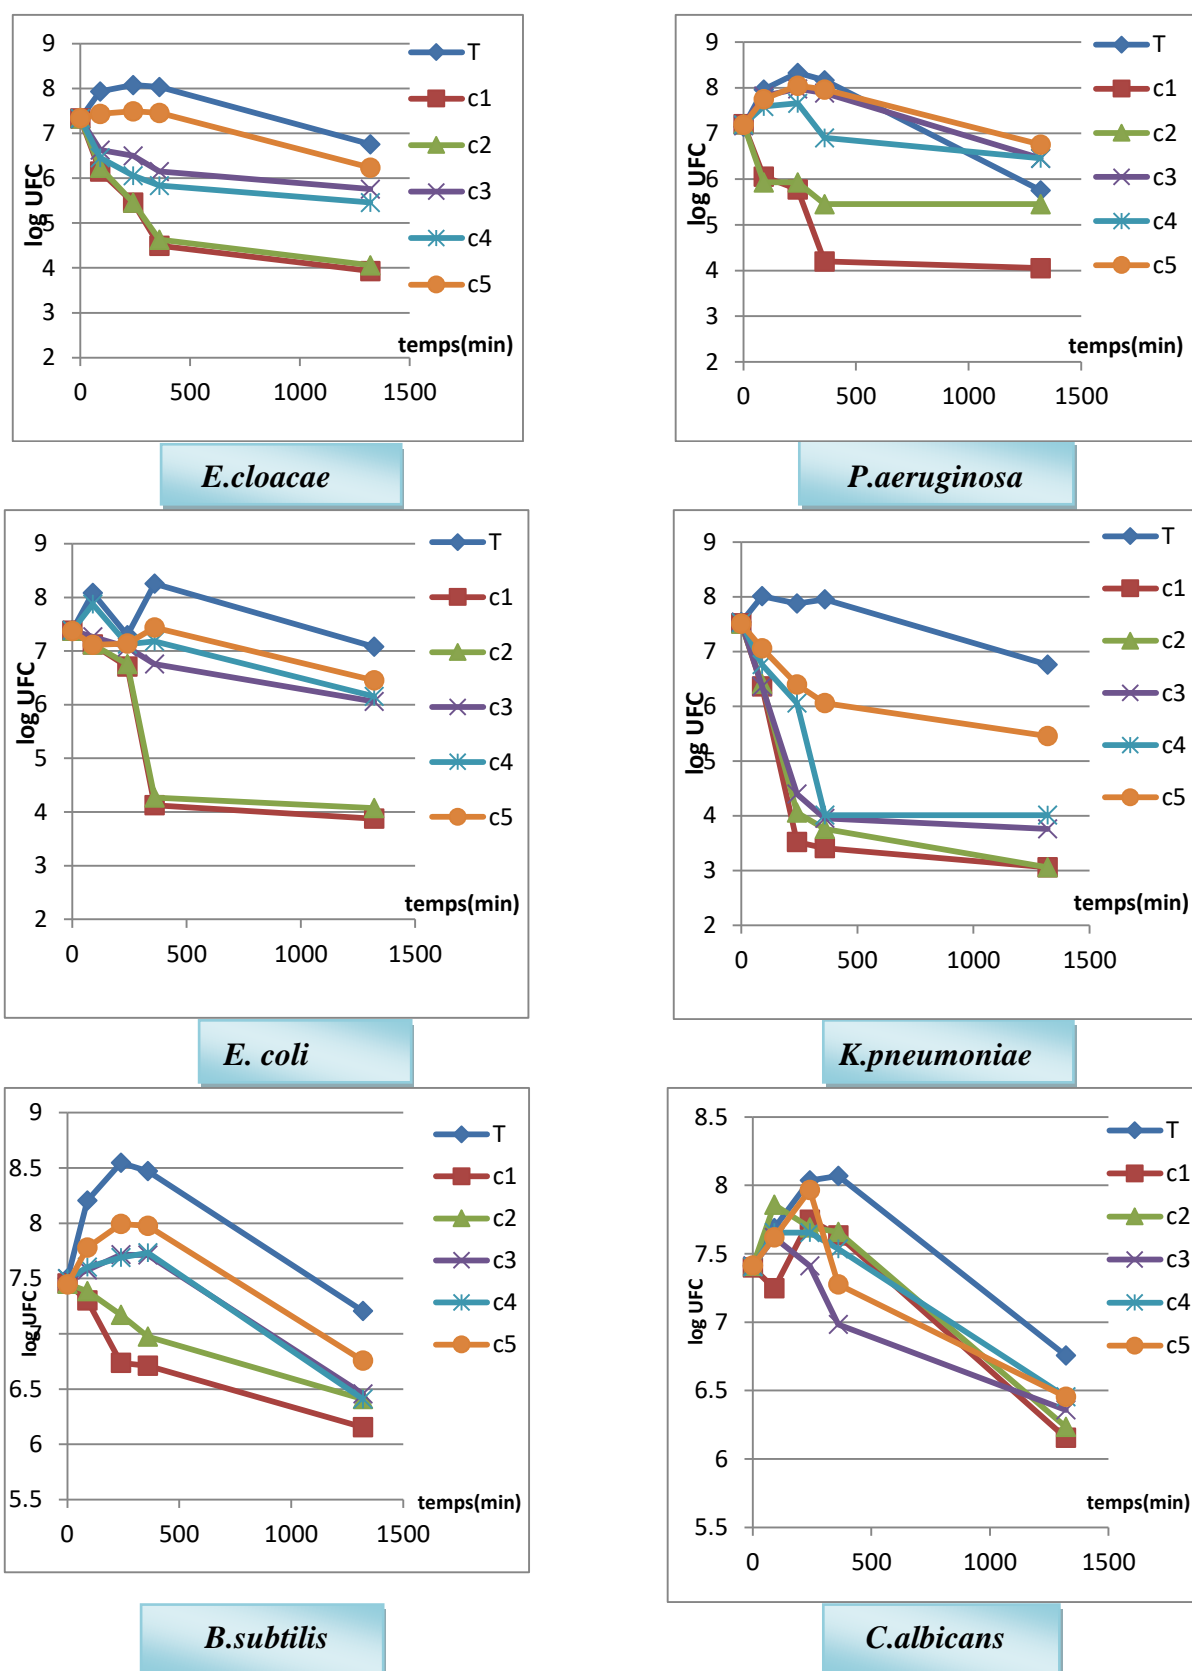 9
8
7
6
5
4
3
2
log UFC
0
500
1000
1500
temps(min)
T
c1
c2
c3
c4
c5
E.cloacae
9
8
7
6
5
4
3
2
log UFC
0
500
1000
1500
temps(min)
T
c1
c2
c3
c4
c5
P.aeruginosa
9
8
7
6
5
4
3
2
log UFC
0
500
1000
1500
temps(min)
T
c1
c2
c3
c4
c5
E. coli
9
8
7
6
5
4
3
2
log UFC
0
500
1000
1500
temps(min)
T
c1
c2
c3
c4
c5
K.pneumoniae
9
8.5
8
7.5
7
6.5
6
5.5
log UFC
0
500
1000
1500
temps(min)
T
c1
c2
c3
c4
c5
B.subtilis
8.5
8
7.5
7
6.5
6
5.5
log UFC
0
500
1000
1500
temps(min)
T
c1
c2
c3
c4
c5
C.albicans